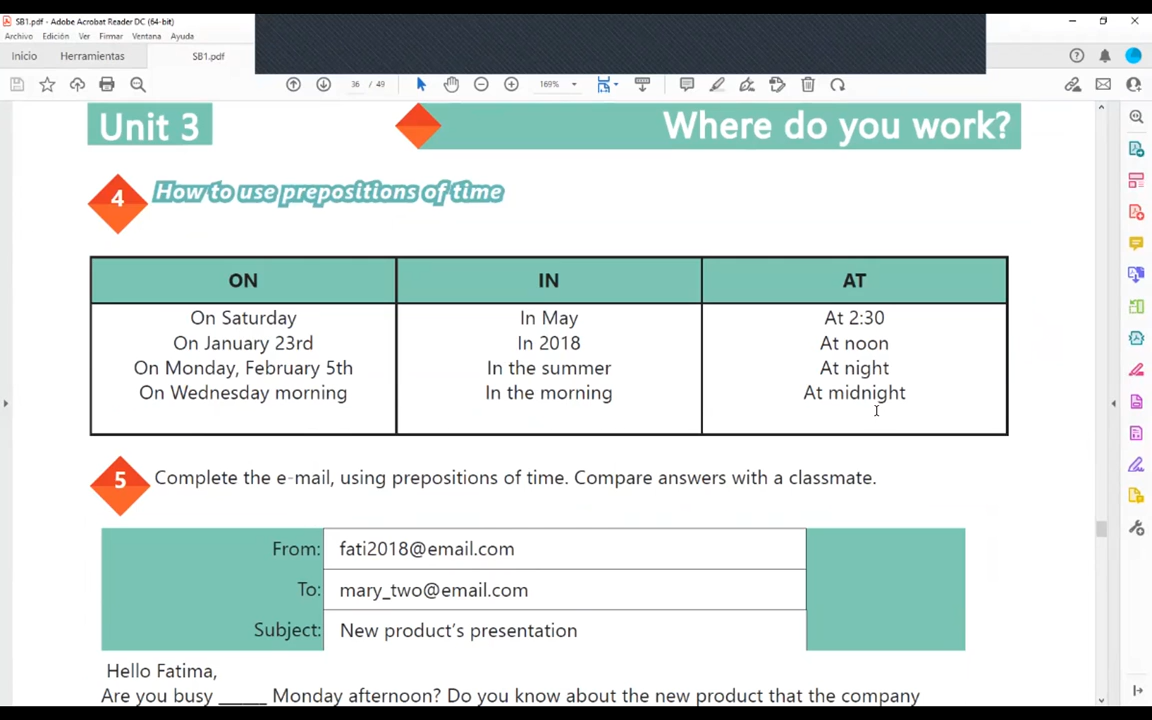 SB1.pdf - Adobe Acrobat Reader DC (64-bit)
Archivo Edición Ver Firmar Ventana Ayuda
Inicio Herramientas SB1.pdf
36 / 49 169%
Unit 3 Where do you work?
4 How to use prepositions of time
ON IN AT
On Saturday In May At 2:30
On January 23rd In 2018 At noon
On Monday, February 5th In the summer At night
On Wednesday morning In the morning At midnight
5 Complete the e-mail, using prepositions of time. Compare answers with a classmate.
From: fati2018@email.com
To: mary_two@email.com
Subject: New product's presentation
Hello Fatima,
Are you busy ______ Monday afternoon? Do you know about the new product that the company